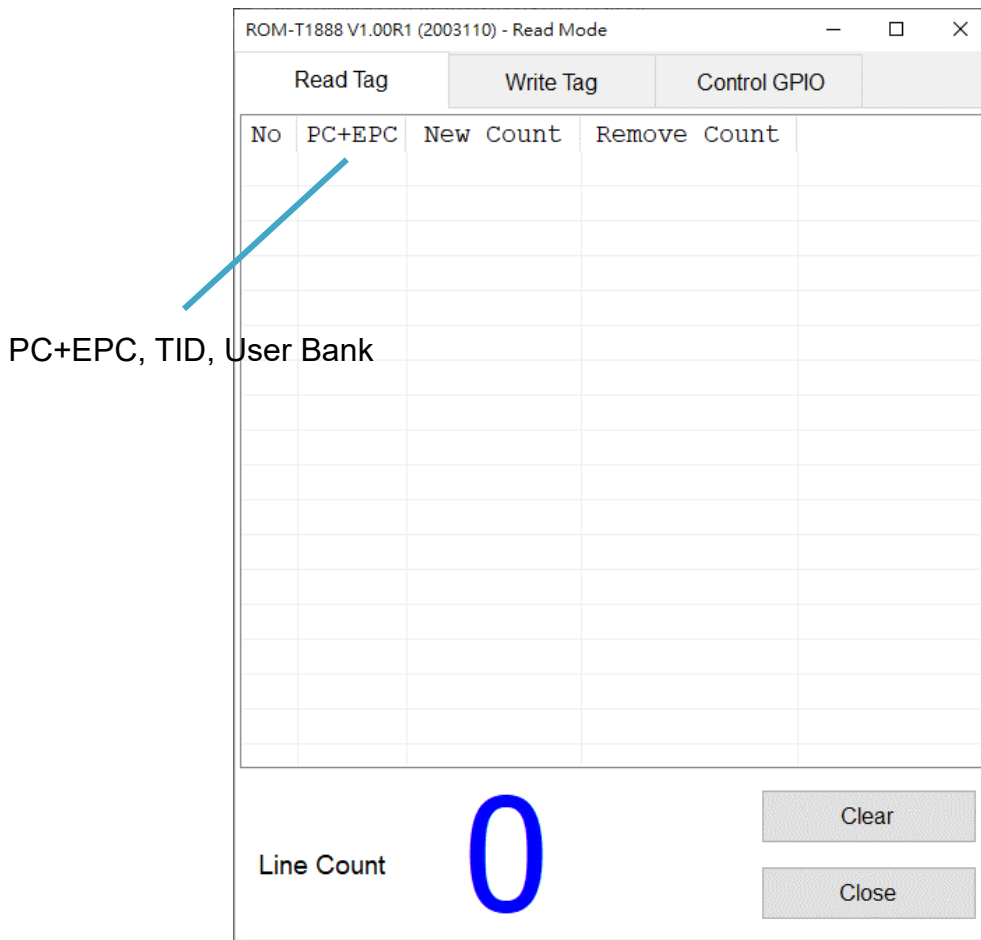 ROM-T1888 V1.00R1 (2003110) - Read Mode
Read Tag Write Tag Control GPIO
No PC+EPC New Count Remove Count
PC+EPC, TID, User Bank
Clear
Line Count 0
Close